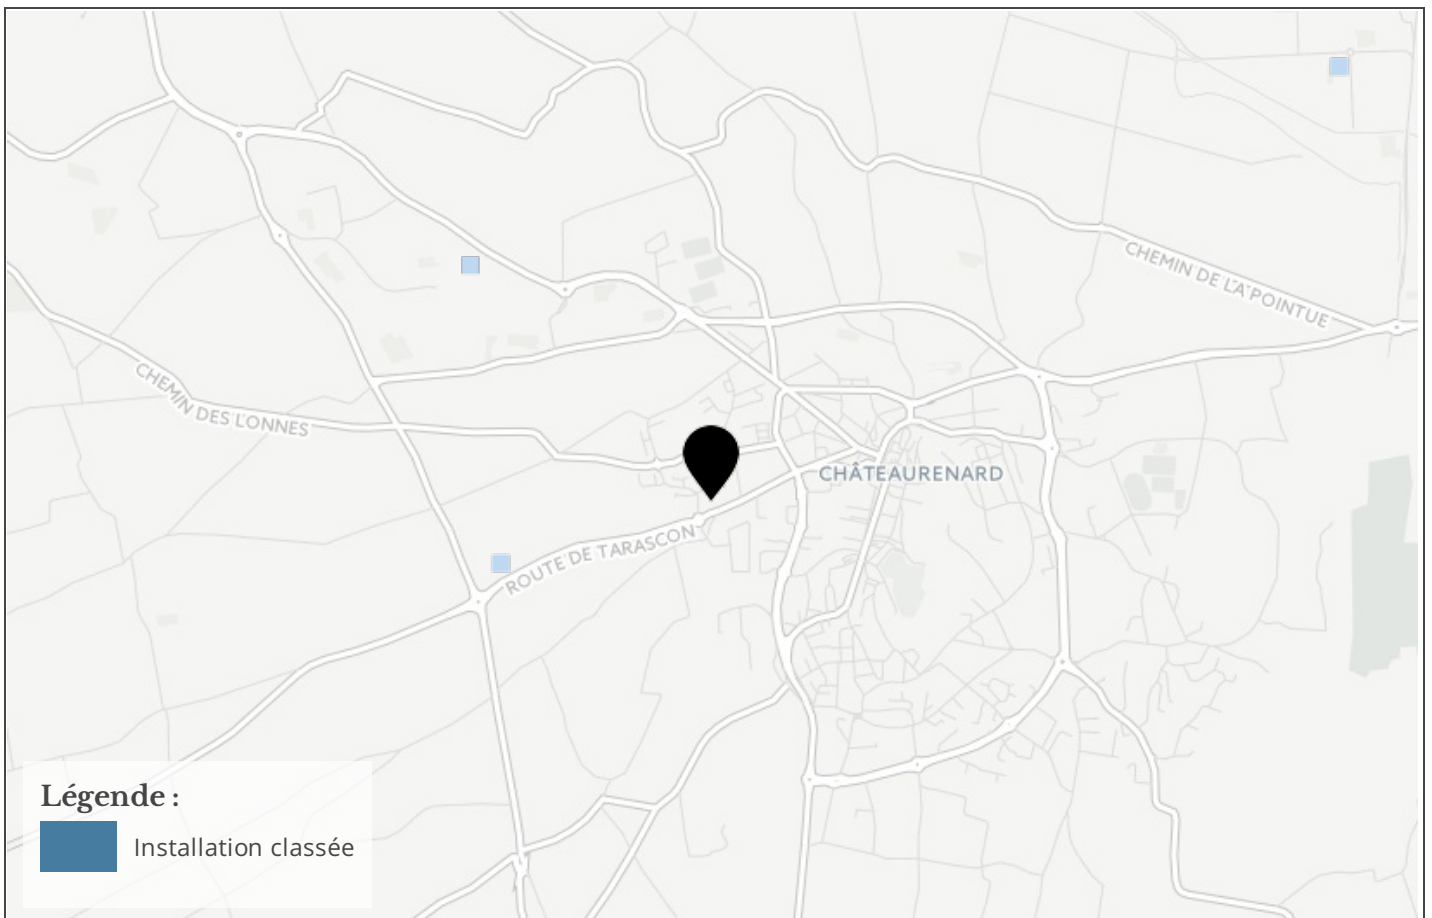 CHEMIN DE LA POINTUE
CHEMIN DES LONNES
CHÂTEAURENARD
ROUTE DE TARASCON
Légende :
Installation classée